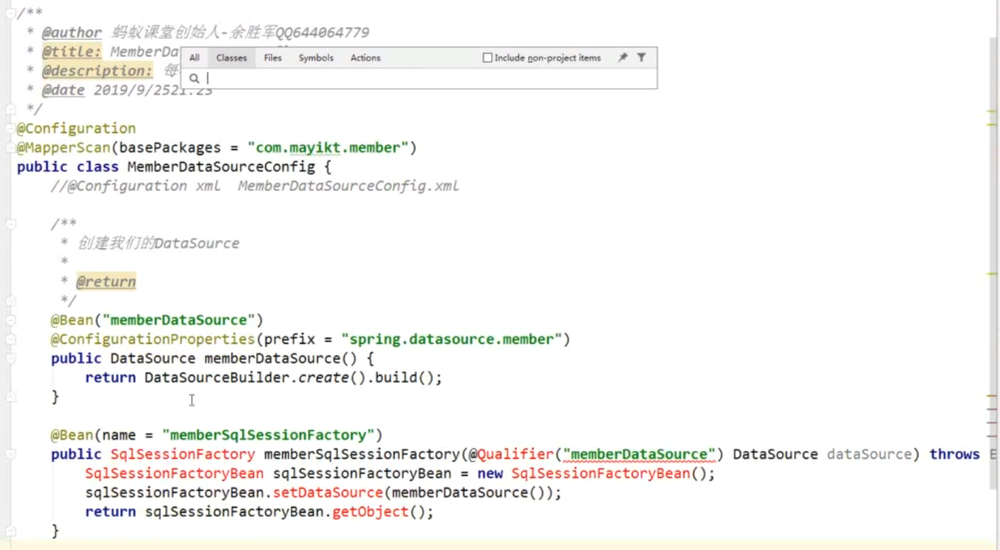 /**
* @author 蚂蚁课堂创始人-余胜军QQ644064779
* @title: MemberDa
All Classes Files Symbols Actions Include non-project items
* @description: 每
* @date 2019/9/2521:23
*/
@Configuration
@MapperScan(basePackages = "com.mayikt.member")
public class MemberDataSourceConfig {
//@Configuration xml MemberDataSourceConfig.xml
/**
* 创建我们的DataSource
*
* @return
*/
@Bean("memberDataSource")
@ConfigurationProperties(prefix = "spring.datasource.member")
public DataSource memberDataSource() {
return DataSourceBuilder.create().build();
}
@Bean(name = "memberSqlSessionFactory")
public SqlSessionFactory memberSqlSessionFactory(@Qualifier("memberDataSource") DataSource dataSource) throws E
SqlSessionFactoryBean sqlSessionFactoryBean = new SqlSessionFactoryBean();
sqlSessionFactoryBean.setDataSource(memberDataSource());
return sqlSessionFactoryBean.getObject();
}